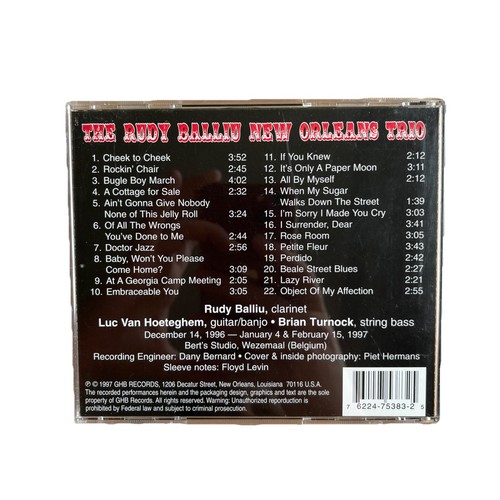 THE RUDY BALLIU NEW ORLEANS TRIO
1. Cheek to Cheek 3:52
2. Rockin' Chair 2:45
3. Bugle Boy March 4:00
4. A Cottage for Sale 2:32
5. Ain't Gonna Give Nobody
None of This Jelly Roll 3:24
6. Of All The Wrongs
You've Done to Me 2:44
7. Doctor Jazz 2:56
8. Baby, Won't You Please
Come Home? 3:09
9. At A Georgia Camp Meeting 2:50
10. Embraceable You 3:18
11. If You Knew 2:12
12. It's Only A Paper Moon 3:11
13. All By Myself 2:12
14. When My Sugar
Walks Down The Street 1:39
15. I'm Sorry I Made You Cry 3:03
16. I Surrender, Dear 3:41
17. Rose Room 3:05
18. Petite Fleur 3:43
19. Perdido 2:42
20. Beale Street Blues 2:27
21. Lazy River 2:21
22. Object Of My Affection 2:55
Rudy Balliu, clarinet
Luc Van Hoeteghem, guitar/banjo • Brian Turnock, string bass
December 14, 1996 — January 4 & February 15, 1997
Bert's Studio, Wezemaal (Belgium)
Recording Engineer: Dany Bernard • Cover & inside photography: Piet Hermans
Sleeve notes: Floyd Levin
℗ © 1997 GHB RECORDS, 1206 Decatur Street, New Orleans, Louisiana 70116 U.S.A.
The recorded performances herein and the packaging design, graphics and text are the sole
property of GHB Records. All rights reserved. Warning: Unauthorized reporduction is
prohibited by Federal law and subject to criminal prosecution.
7 62247-5383-2 5